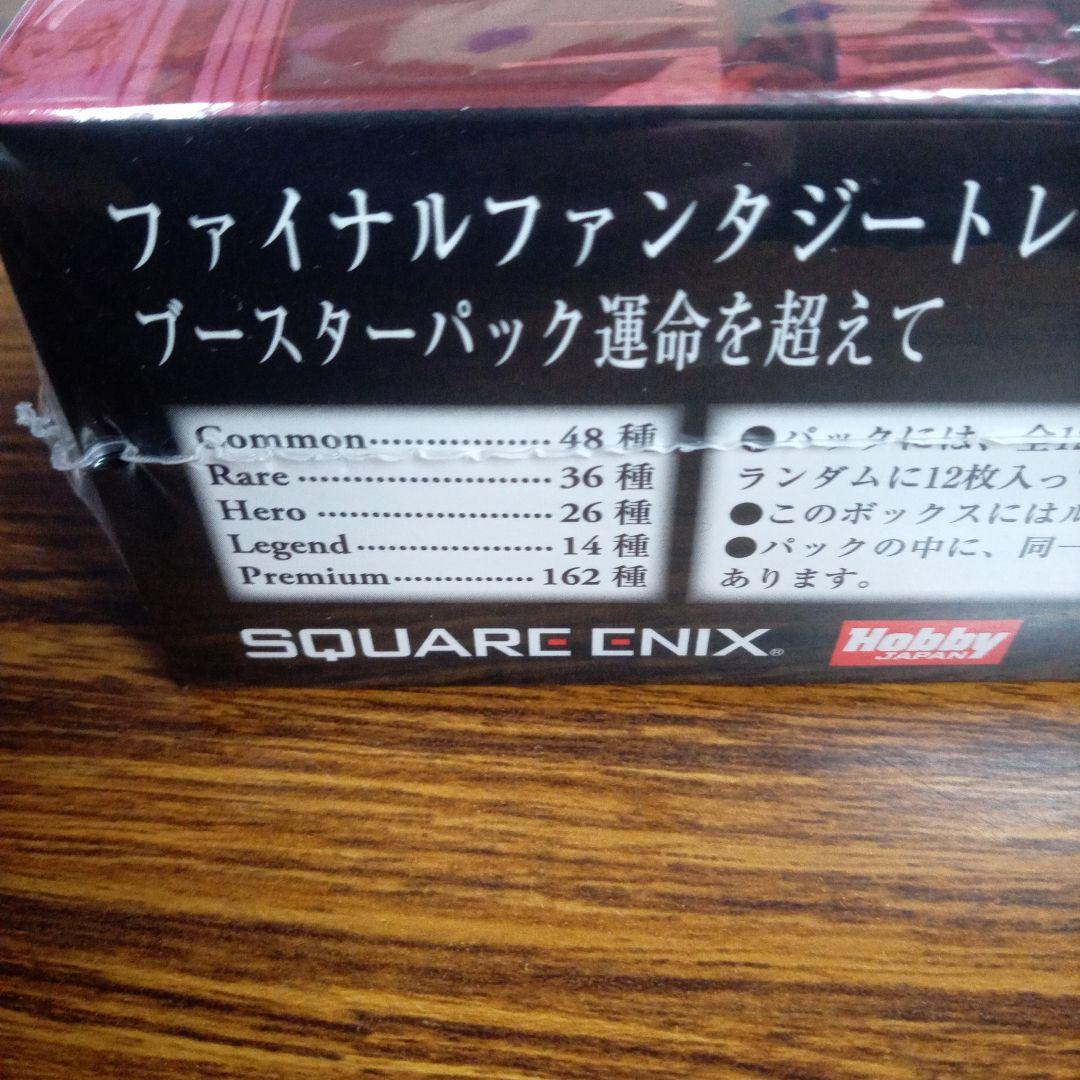 ファイナルファンタジートレ
ブースターパック運命を超えて
Common·················· 48 種
Rare························ 36 種
Hero······················· 26 種
Legend···················· 14 種
Premium·············· 162 種
●パックには、全1
ランダムに12枚入っ
●このボックスにはル
●パックの中に、同一
あります。
SQUARE ENIX®
Hobby
JAPAN